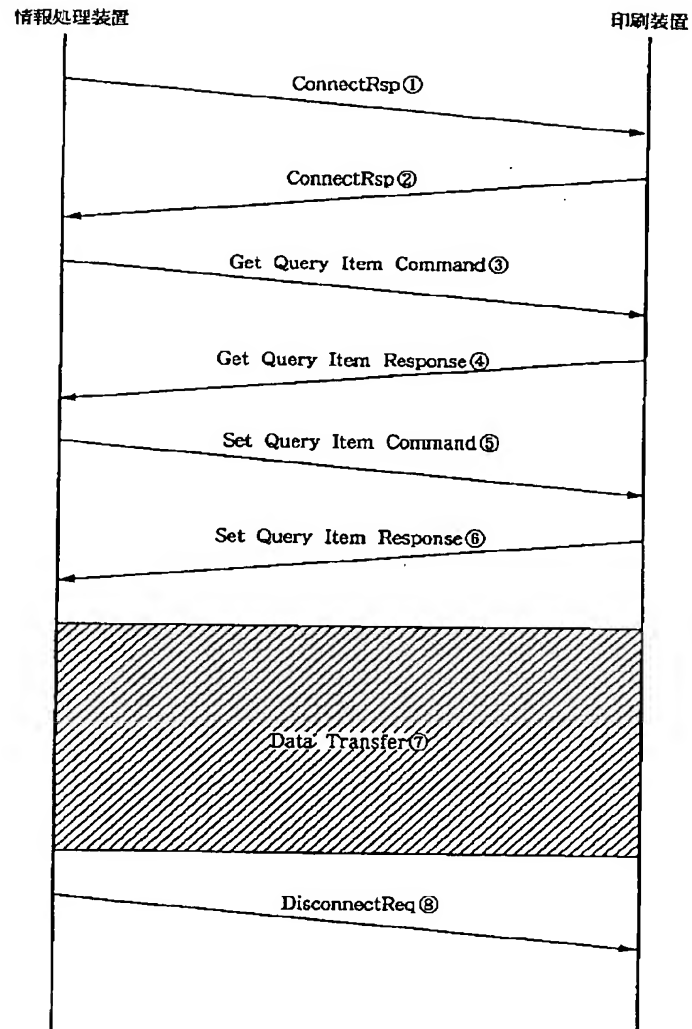 情報処理装置
印刷装置
ConnectRsp①
ConnectRsp②
Get Query Item Command③
Get Query Item Response④
Set Query Item Command⑤
Set Query Item Response⑥
Data Transfer⑦
DisconnectReq⑧